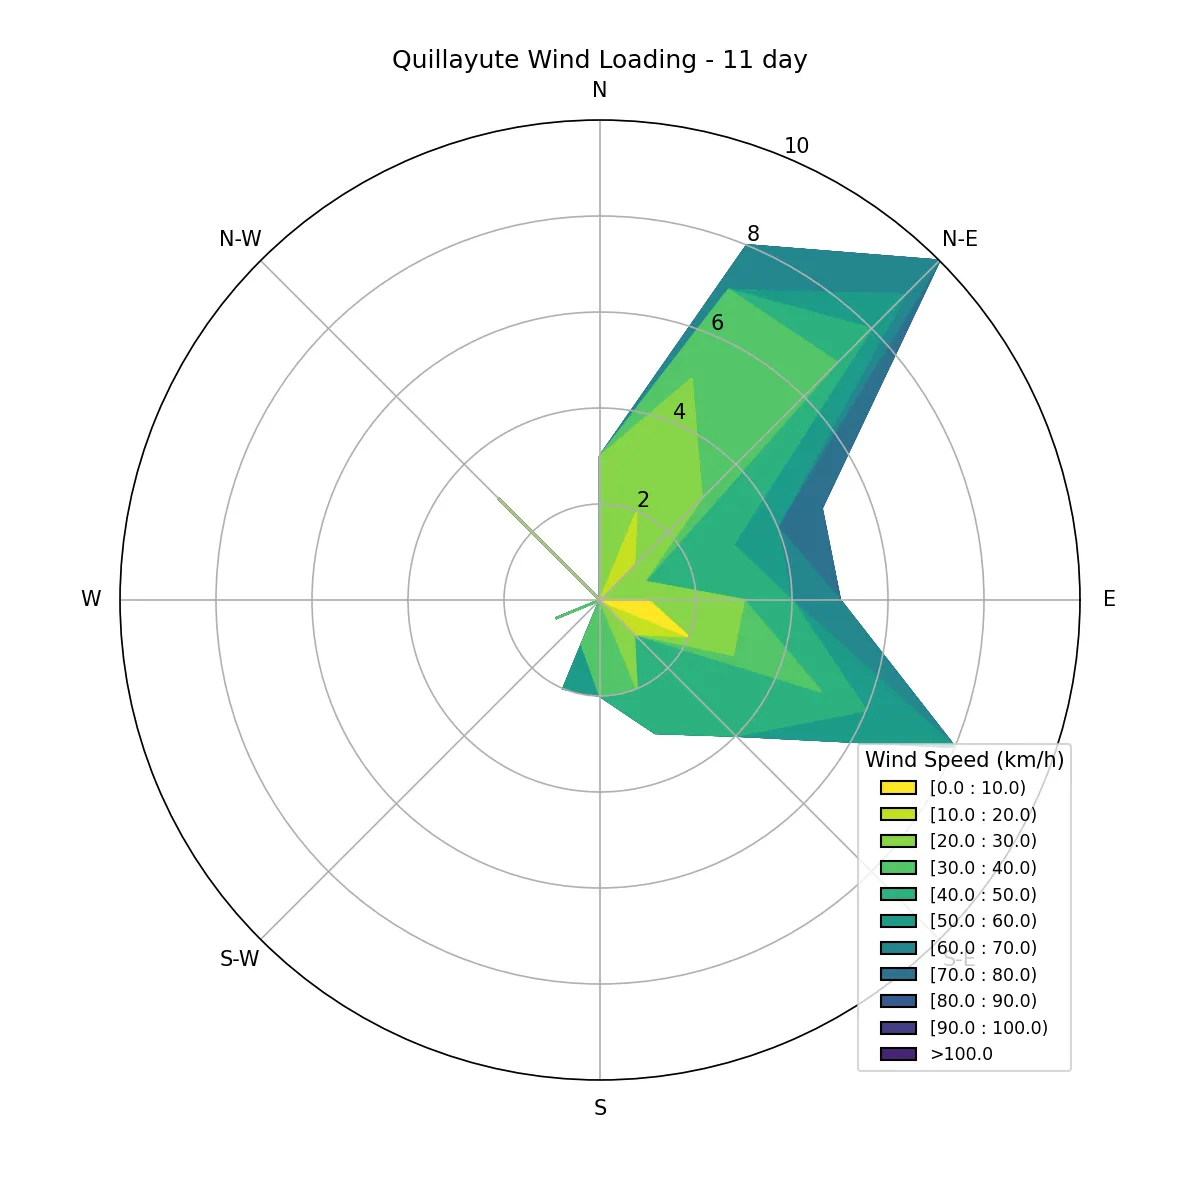 Quillayute Wind Loading - 11 day
N
10
8
N-W
N-E
6
4
2
W
E
Wind Speed (km/h)
[0.0 : 10.0)
[10.0 : 20.0)
[20.0 : 30.0)
[30.0 : 40.0)
[40.0 : 50.0)
[50.0 : 60.0)
[60.0 : 70.0)
S-W
S-E
[70.0 : 80.0)
[80.0 : 90.0)
[90.0 : 100.0)
>100.0
S